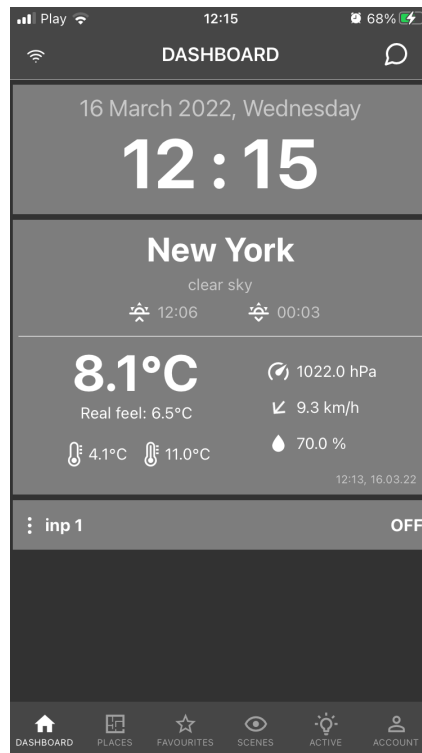 Play 12:15 68%
DASHBOARD
16 March 2022, Wednesday
12 : 15
New York
clear sky
12:06 00:03
8.1°C
Real feel: 6.5°C
4.1°C 11.0°C
1022.0 hPa
9.3 km/h
70.0 %
12:13, 16.03.22
inp 1 OFF
DASHBOARD PLACES FAVOURITES SCENES ACTIVE ACCOUNT